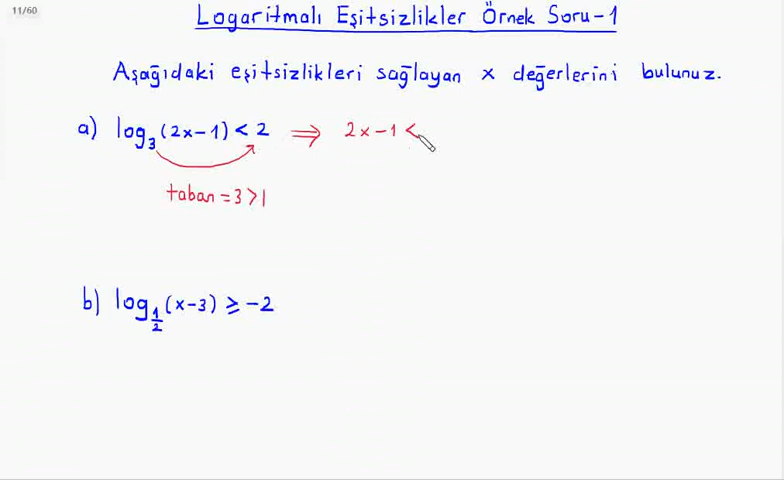 11/60
Logaritmalı Eşitsizlikler Örnek Soru-1
Aşağıdaki eşitsizlikleri sağlayan x değerlerini bulunuz.
a) log₃(2x-1) < 2 ⟹ 2x-1 <
taban = 3 > 1
b) log_{1/2}(x-3) ≥ -2